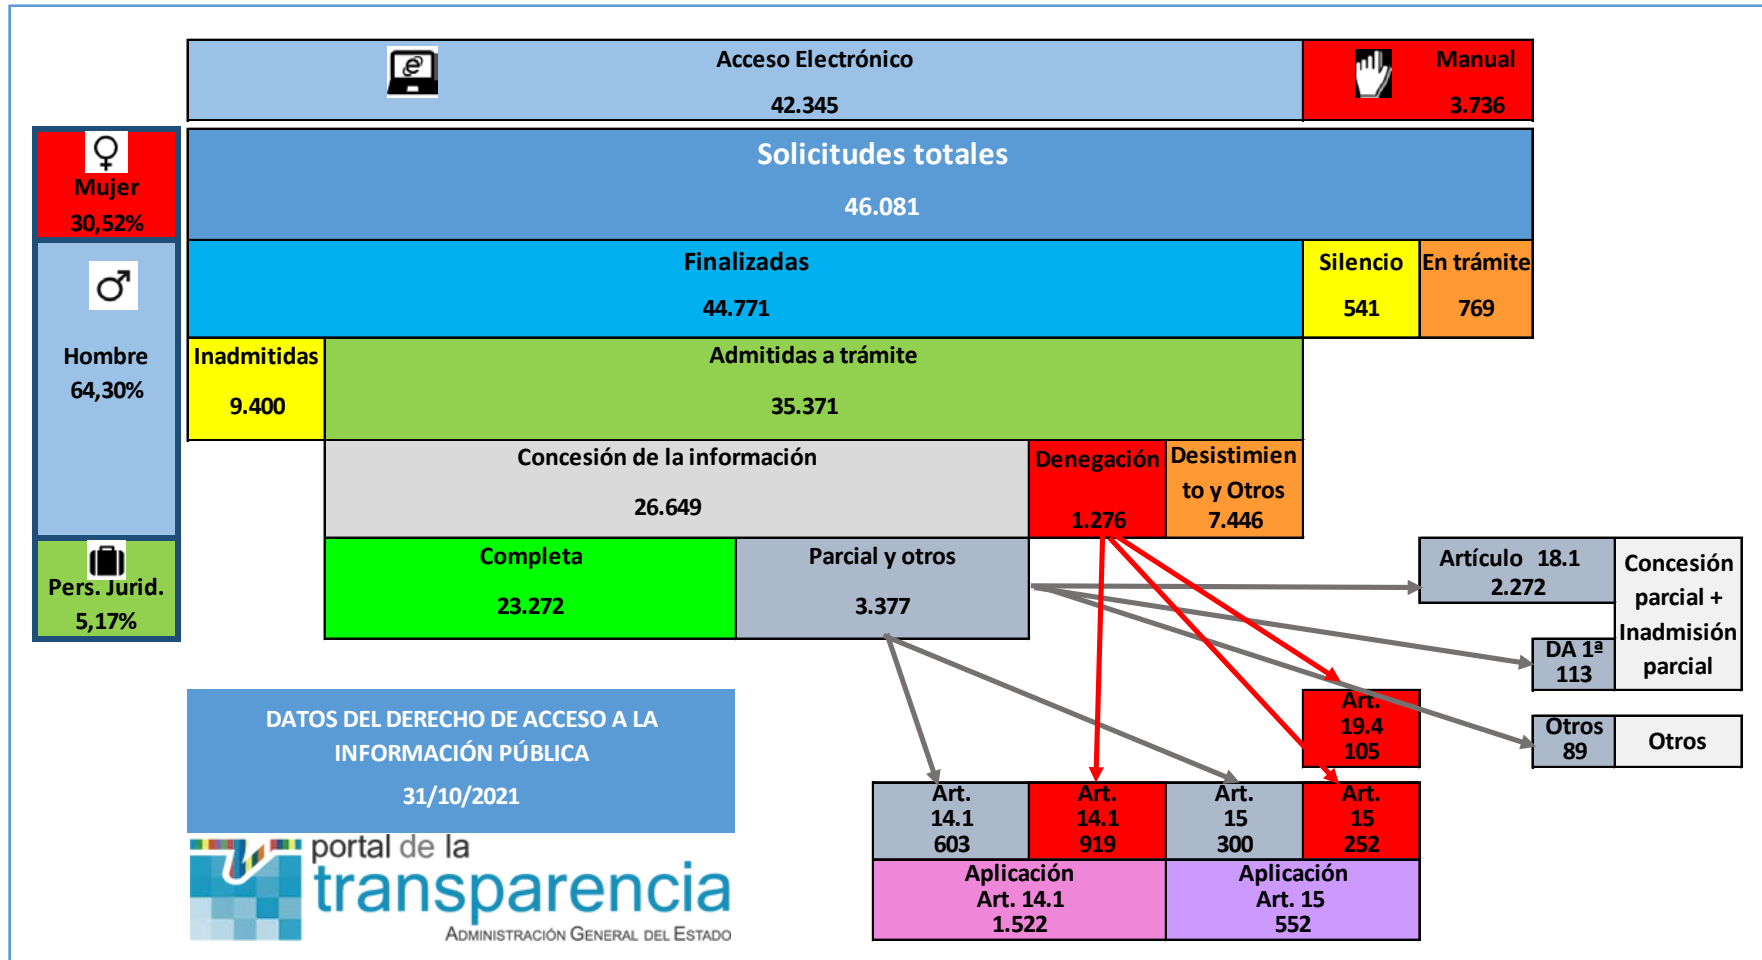 Acceso Electrónico
42.345
Manual
3.736
Mujer
30,52%
Solicitudes totales
46.081
Hombre
64,30%
Finalizadas
44.771
Silencio
541
En trámite
769
Inadmitidas
9.400
Admitidas a trámite
35.371
Concesión de la información
26.649
Denegación
1.276
Desistimien
to y Otros
7.446
Pers. Jurid.
5,17%
Completa
23.272
Parcial y otros
3.377
Artículo 18.1
2.272
DA 1ª
113
Concesión
parcial +
Inadmisión
parcial
Otros
89
Otros
Art.
19.4
105
DATOS DEL DERECHO DE ACCESO A LA
INFORMACIÓN PÚBLICA
31/10/2021
Art.
14.1
603
Art.
14.1
919
Art.
15
300
Art.
15
252
Aplicación
Art. 14.1
1.522
Aplicación
Art. 15
552
portal de la
transparencia
ADMINISTRACIÓN GENERAL DEL ESTADO